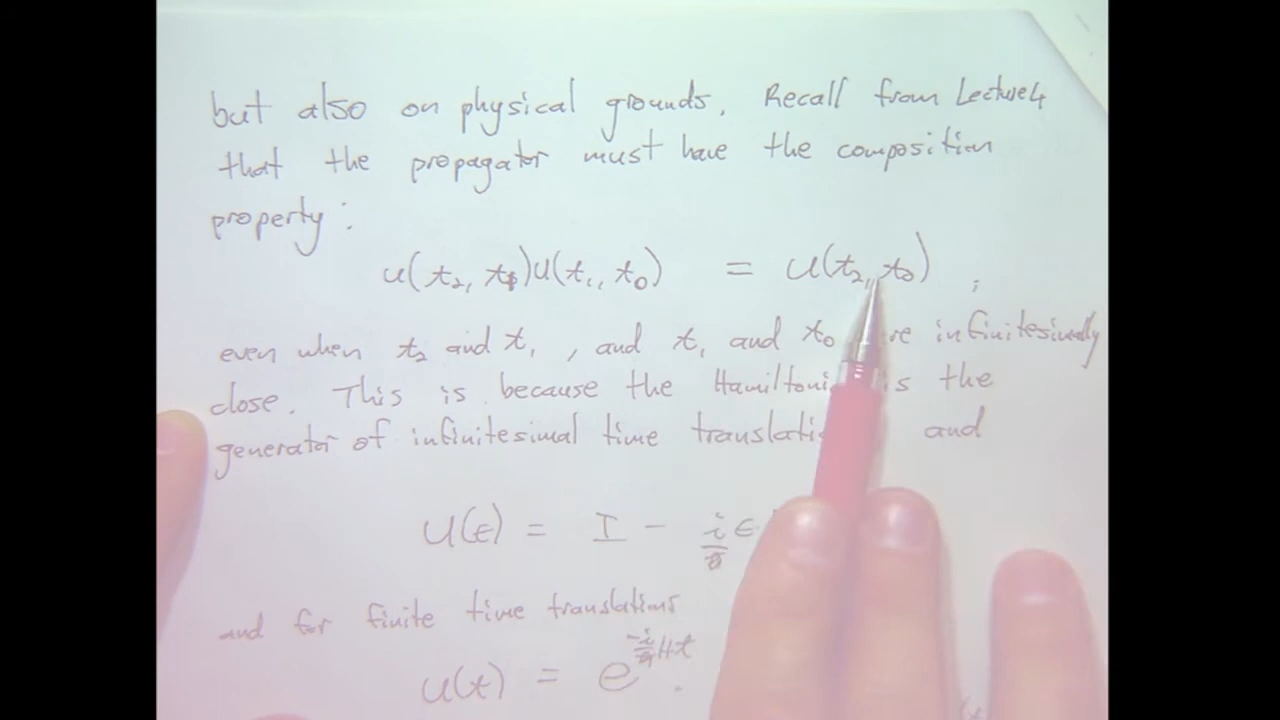 but also on physical grounds. Recall from Lecture 4
that the propagator must have the composition
property:
U(t₂, t₁)U(t₁, t₀) = U(t₂, t₀) ;
even when t₂ and t₁, and t₁ and t₀ are infinitesimally
close. This is because the Hamiltonian is the
generator of infinitesimal time translati and
U(ε) = I - i/ħ ε
and for finite time translations
U(t) = e^{-i/ħ Ht}.